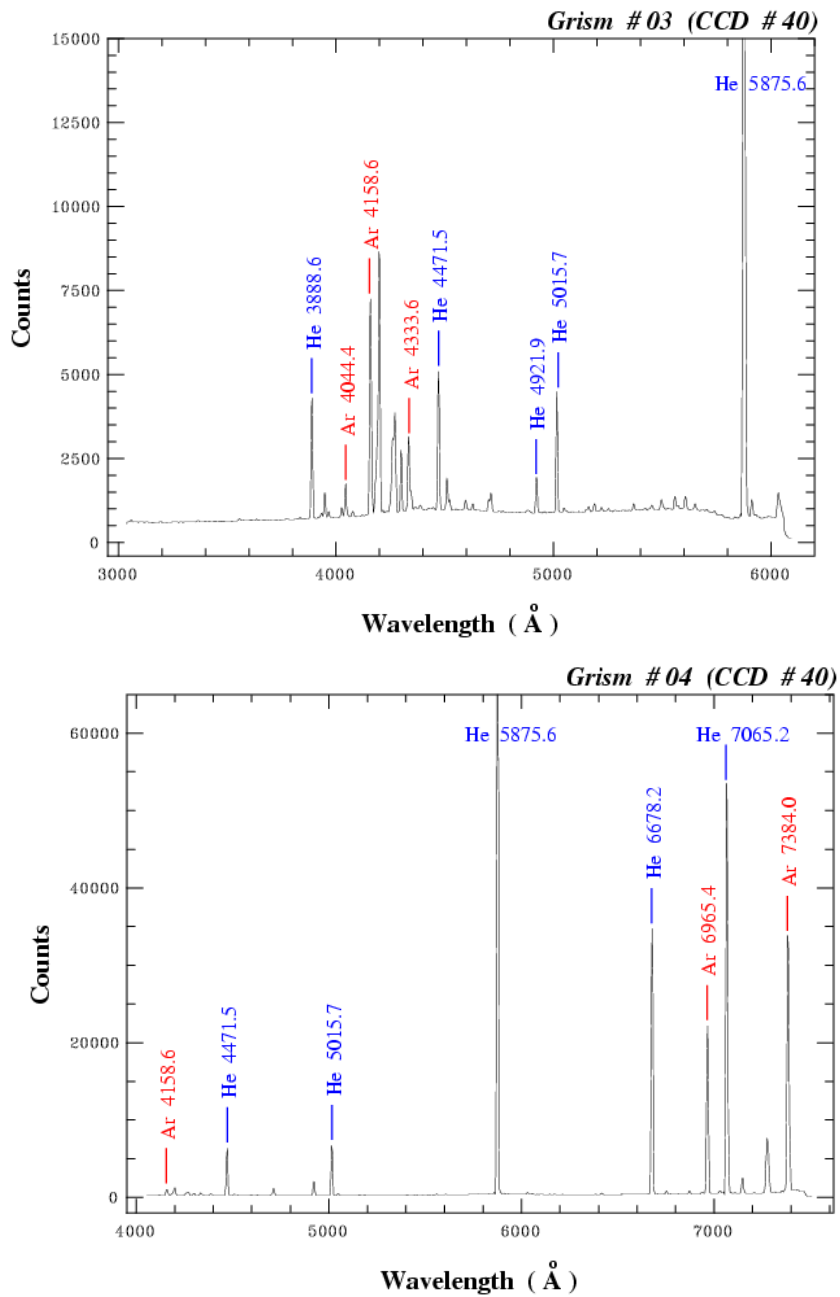 Grism # 03 (CCD # 40)
15000
12500
10000
7500
5000
2500
0
Counts
He 3888.6
Ar 4044.4
Ar 4158.6
Ar 4333.6
He 4471.5
He 4921.9
He 5015.7
He 5875.6
3000
4000
5000
6000
Wavelength ( Å )
Grism # 04 (CCD # 40)
60000
40000
20000
0
Counts
Ar 4158.6
He 4471.5
He 5015.7
He 5875.6
He 6678.2
Ar 6965.4
He 7065.2
Ar 7384.0
4000
5000
6000
7000
Wavelength ( Å )